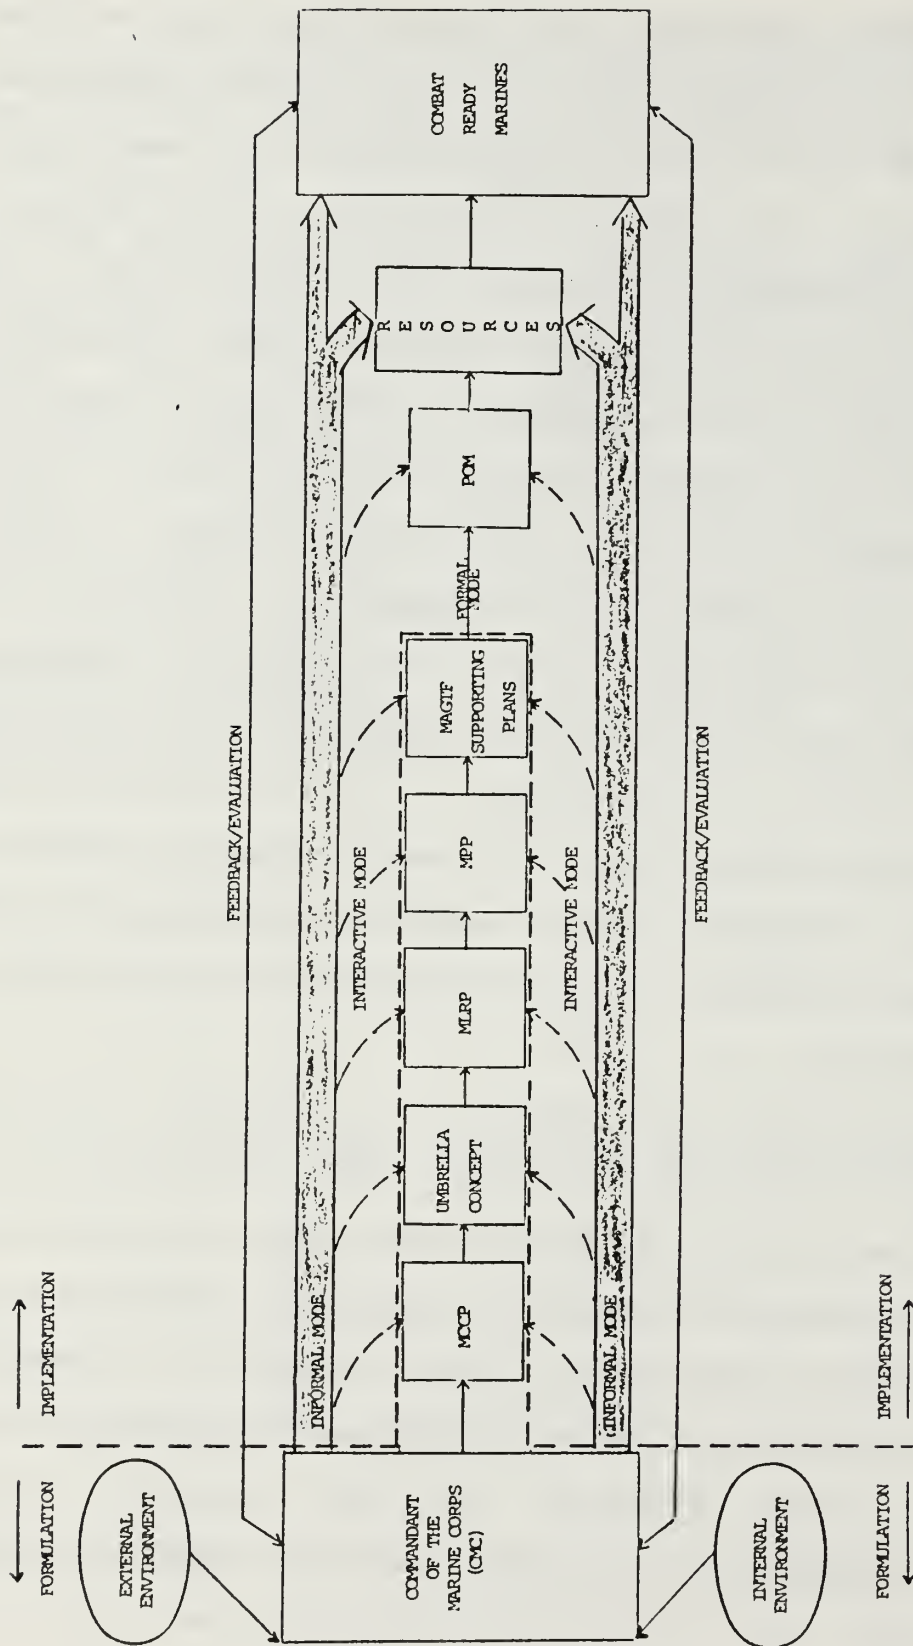 FORMULATION
IMPLEMENTATION
EXTERNAL
ENVIRONMENT
FEEDBACK/EVALUATION
INFORMAL MODE
INTERACTIVE MODE
COMMANDANT
OF THE
MARINE CORPS
(CMC)
MCCP
UMBRELLA
CONCEPT
MLRP
MPP
MAGTF
SUPPORTING
PLANS
FORMAL
MODE
POM
RESOURCES
COMBAT
READY
MARINES
INTERACTIVE MODE
INFORMAL MODE
FEEDBACK/EVALUATION
INTERNAL
ENVIRONMENT
FORMULATION
IMPLEMENTATION